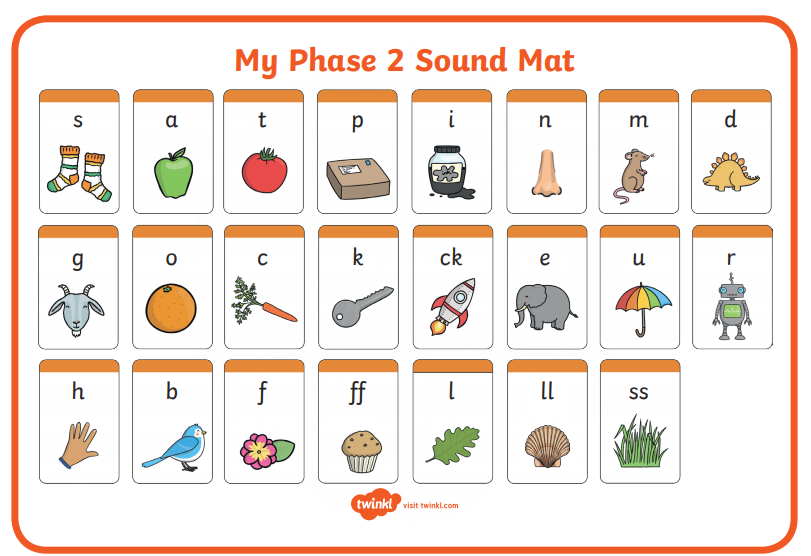 My Phase 2 Sound Mat
s a t p i n m d
g o c k ck e u r
h b f ff l ll ss
twinkl visit twinkl.com